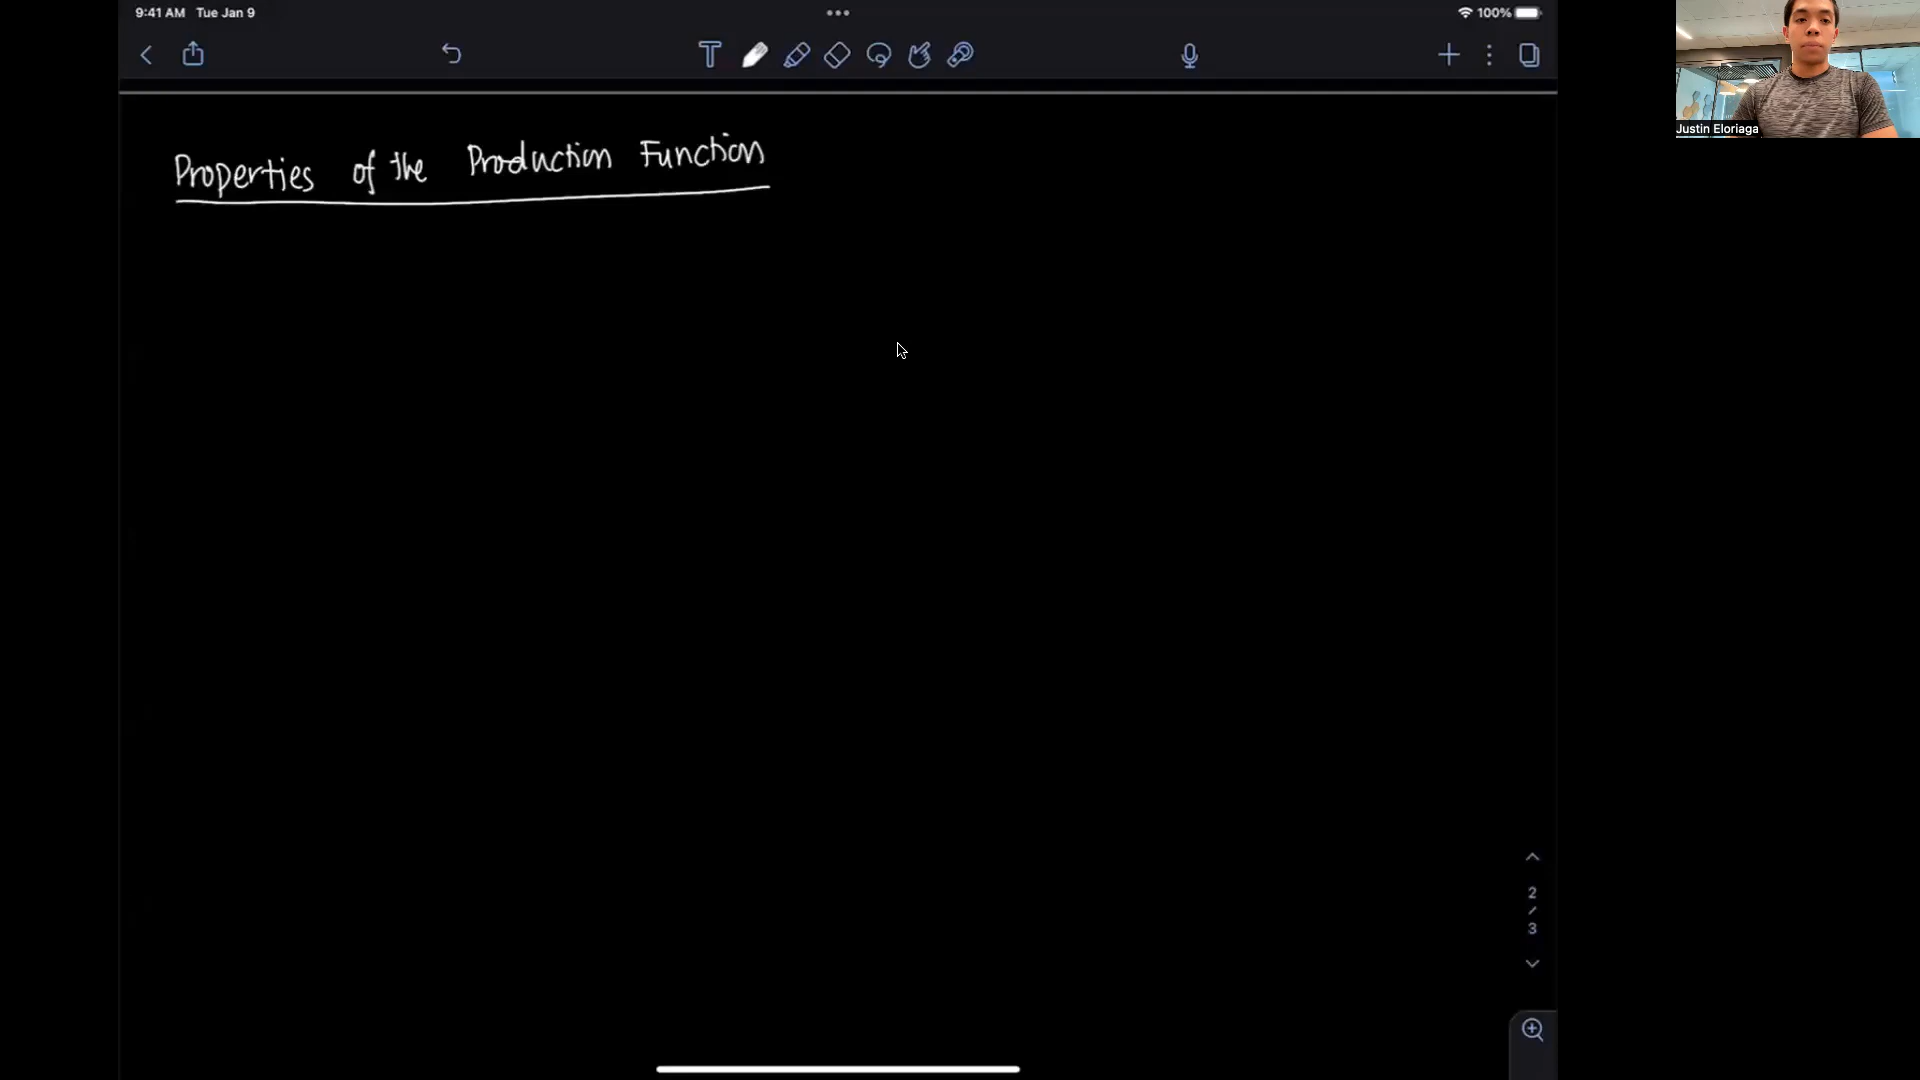 9:41 AM Tue Jan 9
100%
Justin Eloriaga
Properties of the Production Function
2
/
3